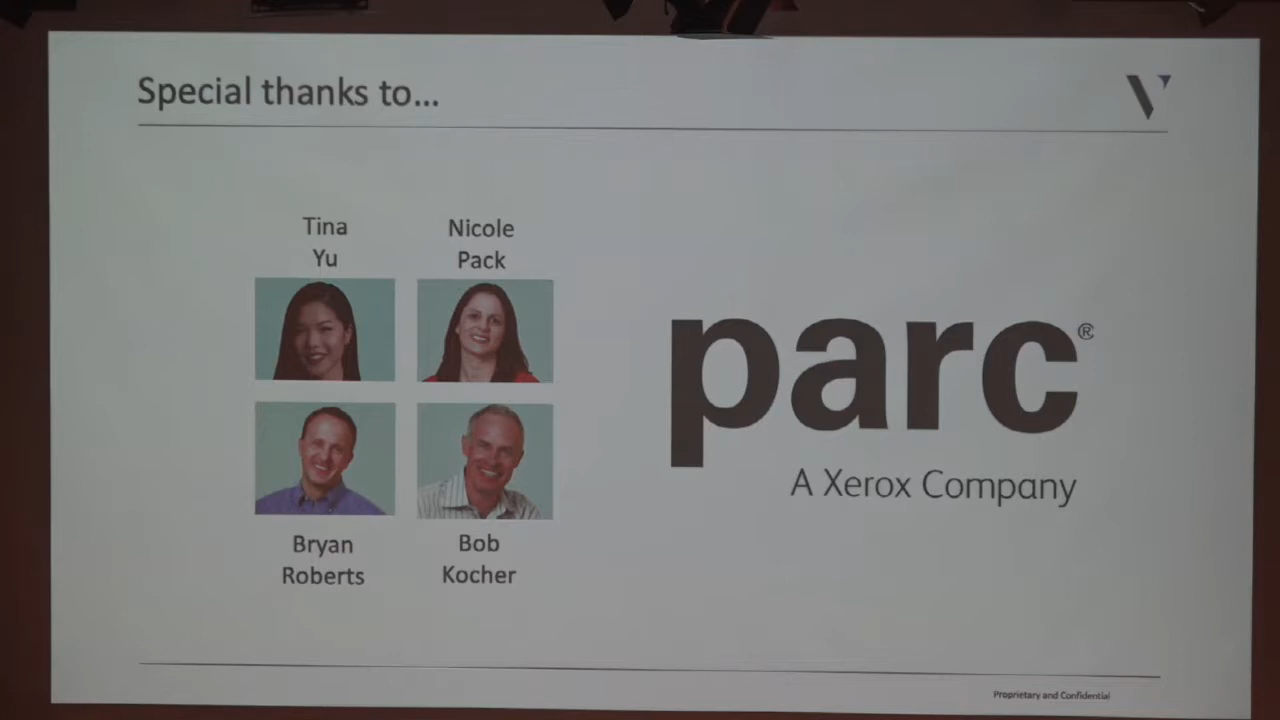 Special thanks to...
Tina
Yu
Nicole
Pack
Bryan
Roberts
Bob
Kocher
parc®
A Xerox Company
Proprietary and Confidential